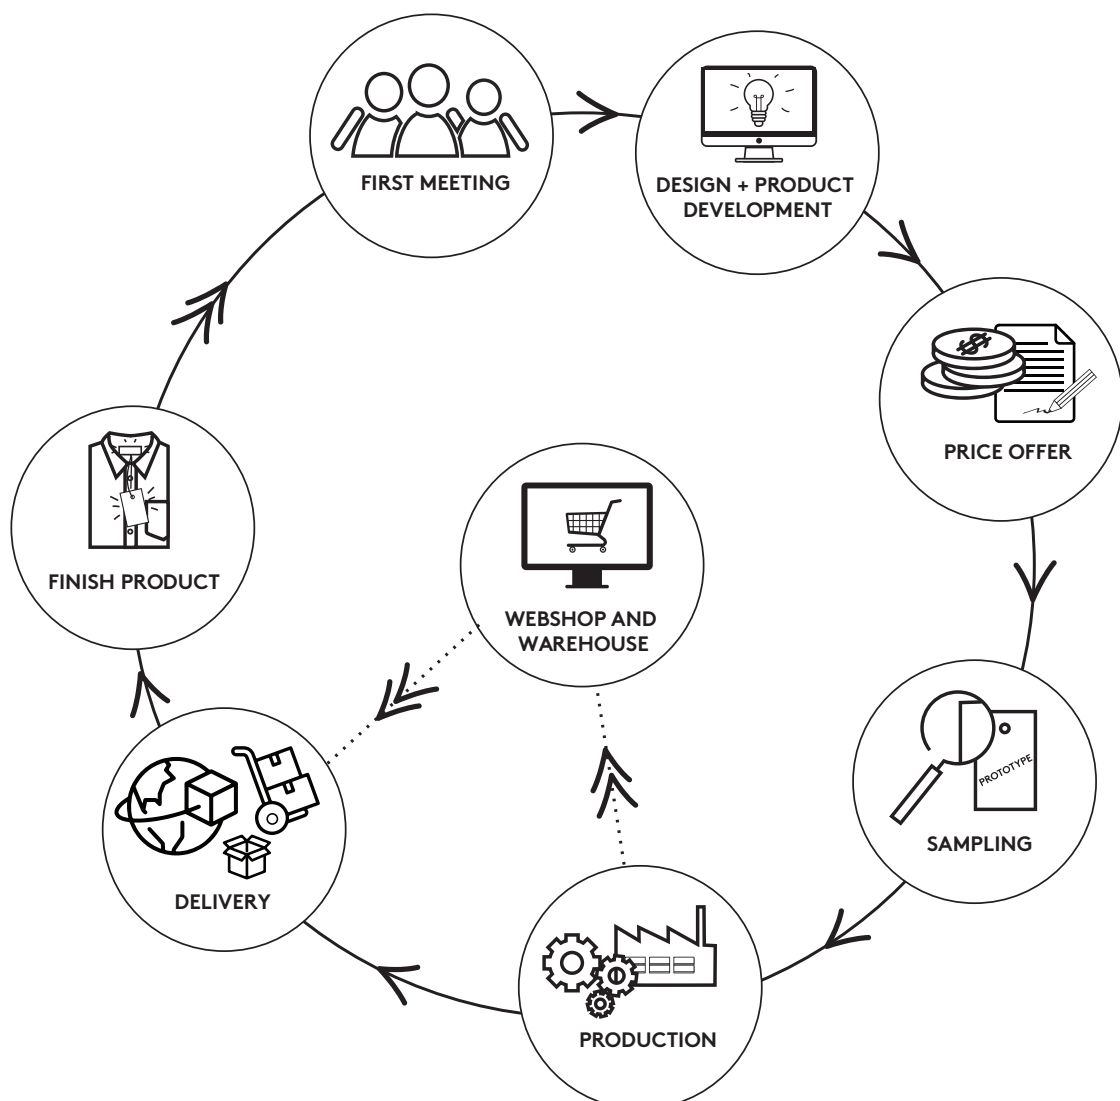 FIRST MEETING
DESIGN + PRODUCT
DEVELOPMENT
$
PRICE OFFER
PROTOTYPE
SAMPLING
PRODUCTION
DELIVERY
FINISH PRODUCT
WEBSHOP AND
WAREHOUSE